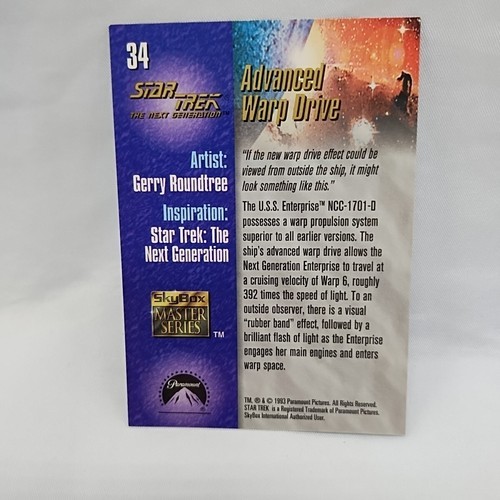 34
STAR TREK
THE NEXT GENERATION™
Artist:
Gerry Roundtree
Inspiration:
Star Trek: The
Next Generation
SkyBox
MASTER
SERIES
TM
Paramount
Advanced
Warp Drive
"If the new warp drive effect could be
viewed from outside the ship, it might
look something like this."
The U.S.S. Enterprise™ NCC-1701-D
possesses a warp propulsion system
superior to all earlier versions. The
ship's advanced warp drive allows the
Next Generation Enterprise to travel at
a cruising velocity of Warp 6, roughly
392 times the speed of light. To an
outside observer, there is a visual
"rubber band" effect, followed by a
brilliant flash of light as the Enterprise
engages her main engines and enters
warp space.
TM, ® & © 1993 Paramount Pictures. All Rights Reserved.
STAR TREK is a Registered Trademark of Paramount Pictures.
SkyBox International Authorized User.